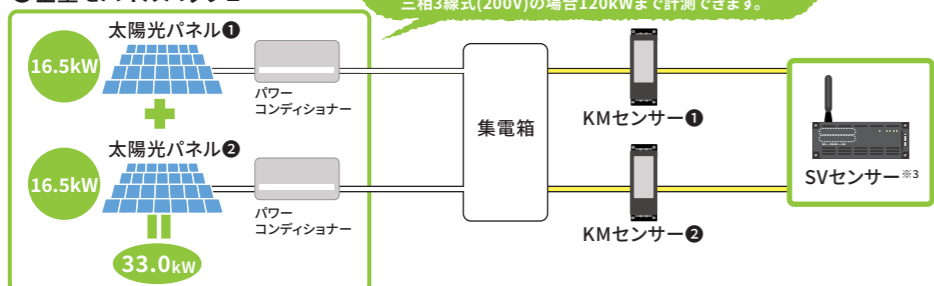 三相3線式(200V)の場合120kWまで計測できます。
太陽光パネル❶
16.5kW
パワー
コンディショナー
太陽光パネル❷
16.5kW
パワー
コンディショナー
33.0kW
集電箱
KMセンサー❶
KMセンサー❷
SVセンサー※3